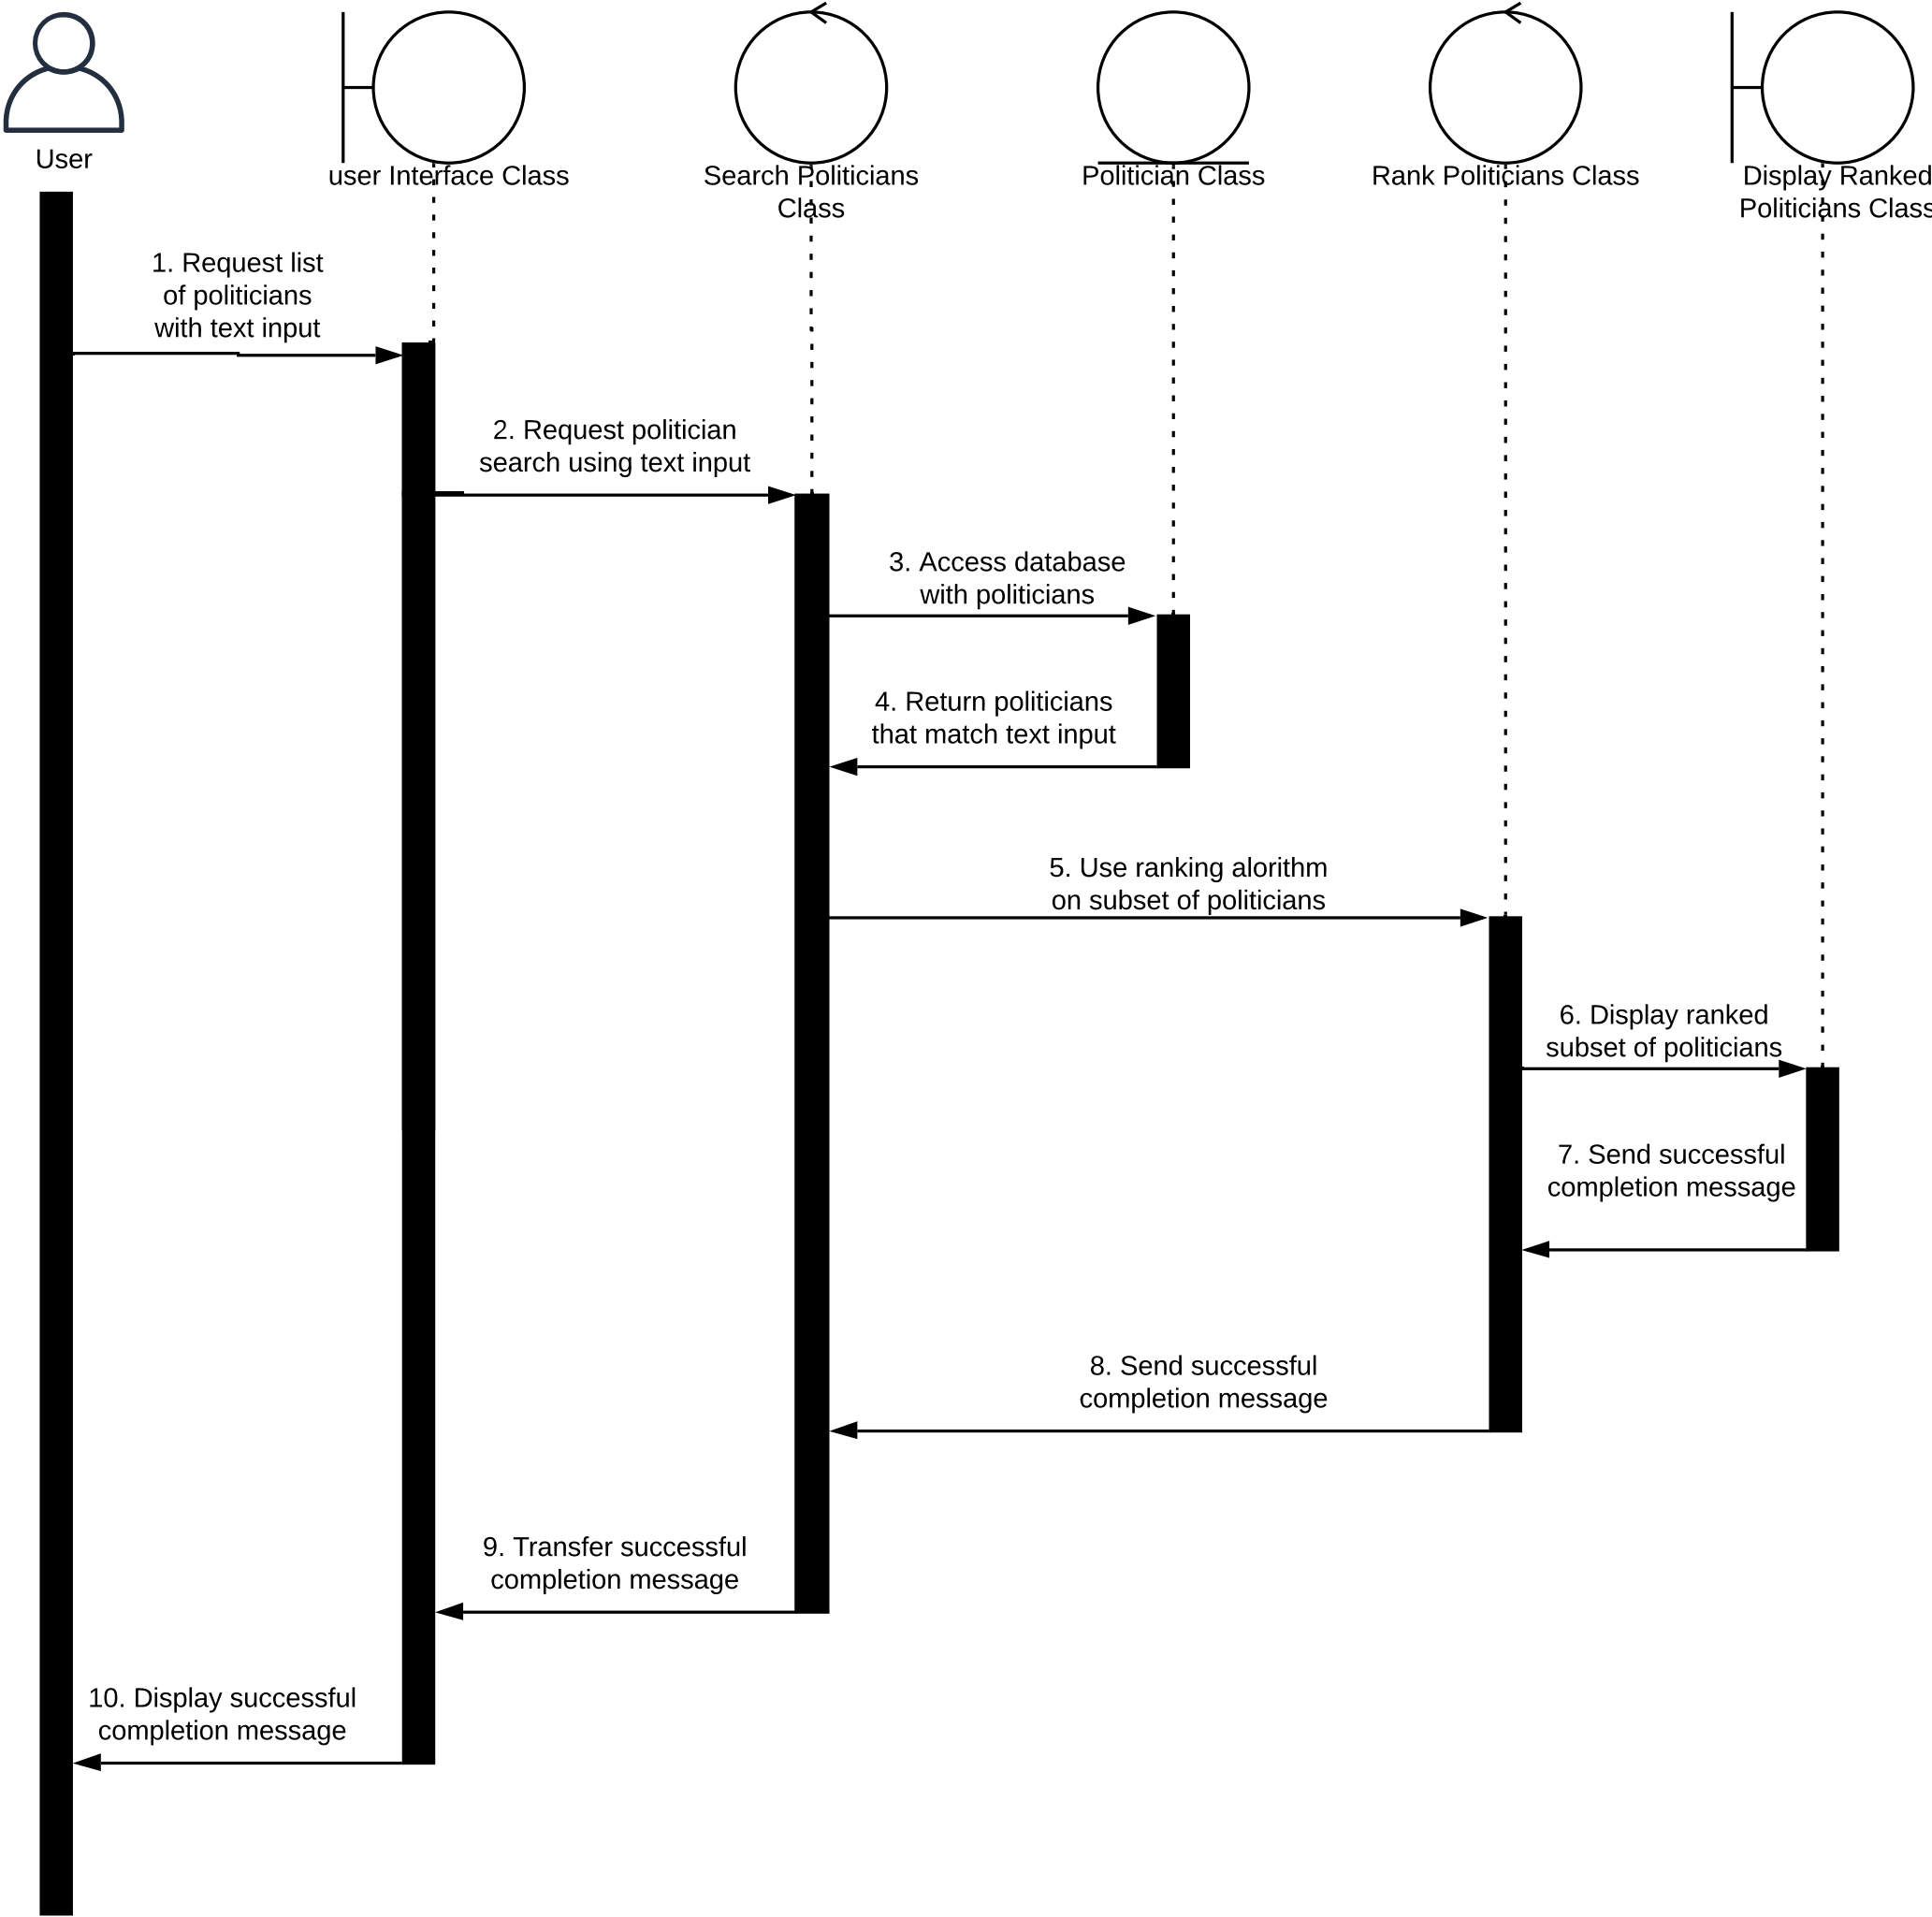 User
user Interface Class
Search Politicians
Class
Politician Class
Rank Politicians Class
Display Ranked
Politicians Class
1. Request list
of politicians
with text input
2. Request politician
search using text input
3. Access database
with politicians
4. Return politicians
that match text input
5. Use ranking alorithm
on subset of politicians
6. Display ranked
subset of politicians
7. Send successful
completion message
8. Send successful
completion message
9. Transfer successful
completion message
10. Display successful
completion message